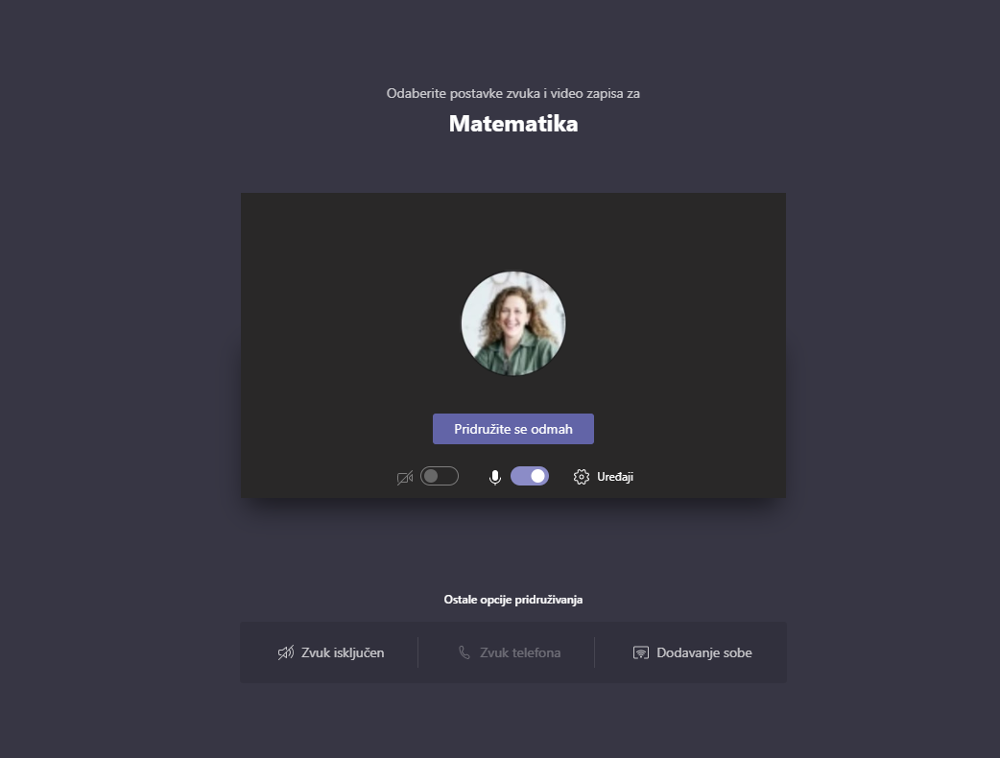 Odaberite postavke zvuka i video zapisa za
Matematika
Pridružite se odmah
Uređaji
Ostale opcije pridruživanja
Zvuk isključen
Zvuk telefona
Dodavanje sobe